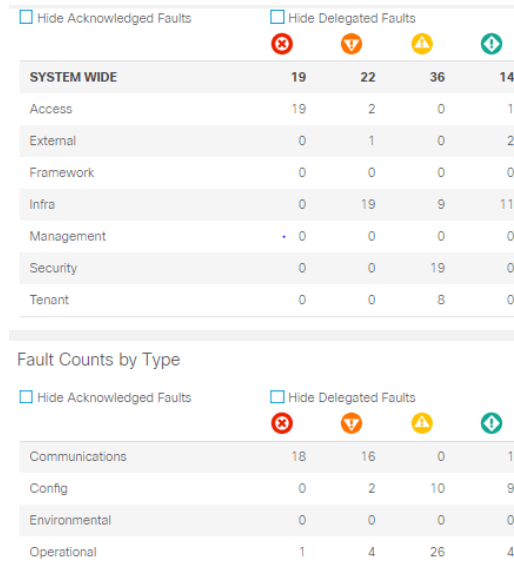 Hide Acknowledged Faults Hide Delegated Faults
SYSTEM WIDE 19 22 36 14
Access 19 2 0 1
External 0 1 0 2
Framework 0 0 0 0
Infra 0 19 9 11
Management 0 0 0 0
Security 0 0 19 0
Tenant 0 0 8 0
Fault Counts by Type
Hide Acknowledged Faults Hide Delegated Faults
Communications 18 16 0 1
Config 0 2 10 9
Environmental 0 0 0 0
Operational 1 4 26 4